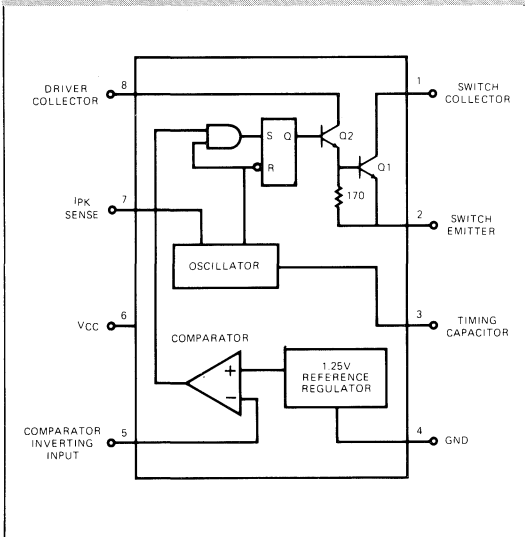 DRIVER
COLLECTOR
8
1
SWITCH
COLLECTOR
S Q
Q2
R
Q1
170
IPK
SENSE
7
2
SWITCH
EMITTER
OSCILLATOR
VCC
6
3
TIMING
CAPACITOR
COMPARATOR
+
−
1.25V
REFERENCE
REGULATOR
COMPARATOR
INVERTING
INPUT
5
4
GND